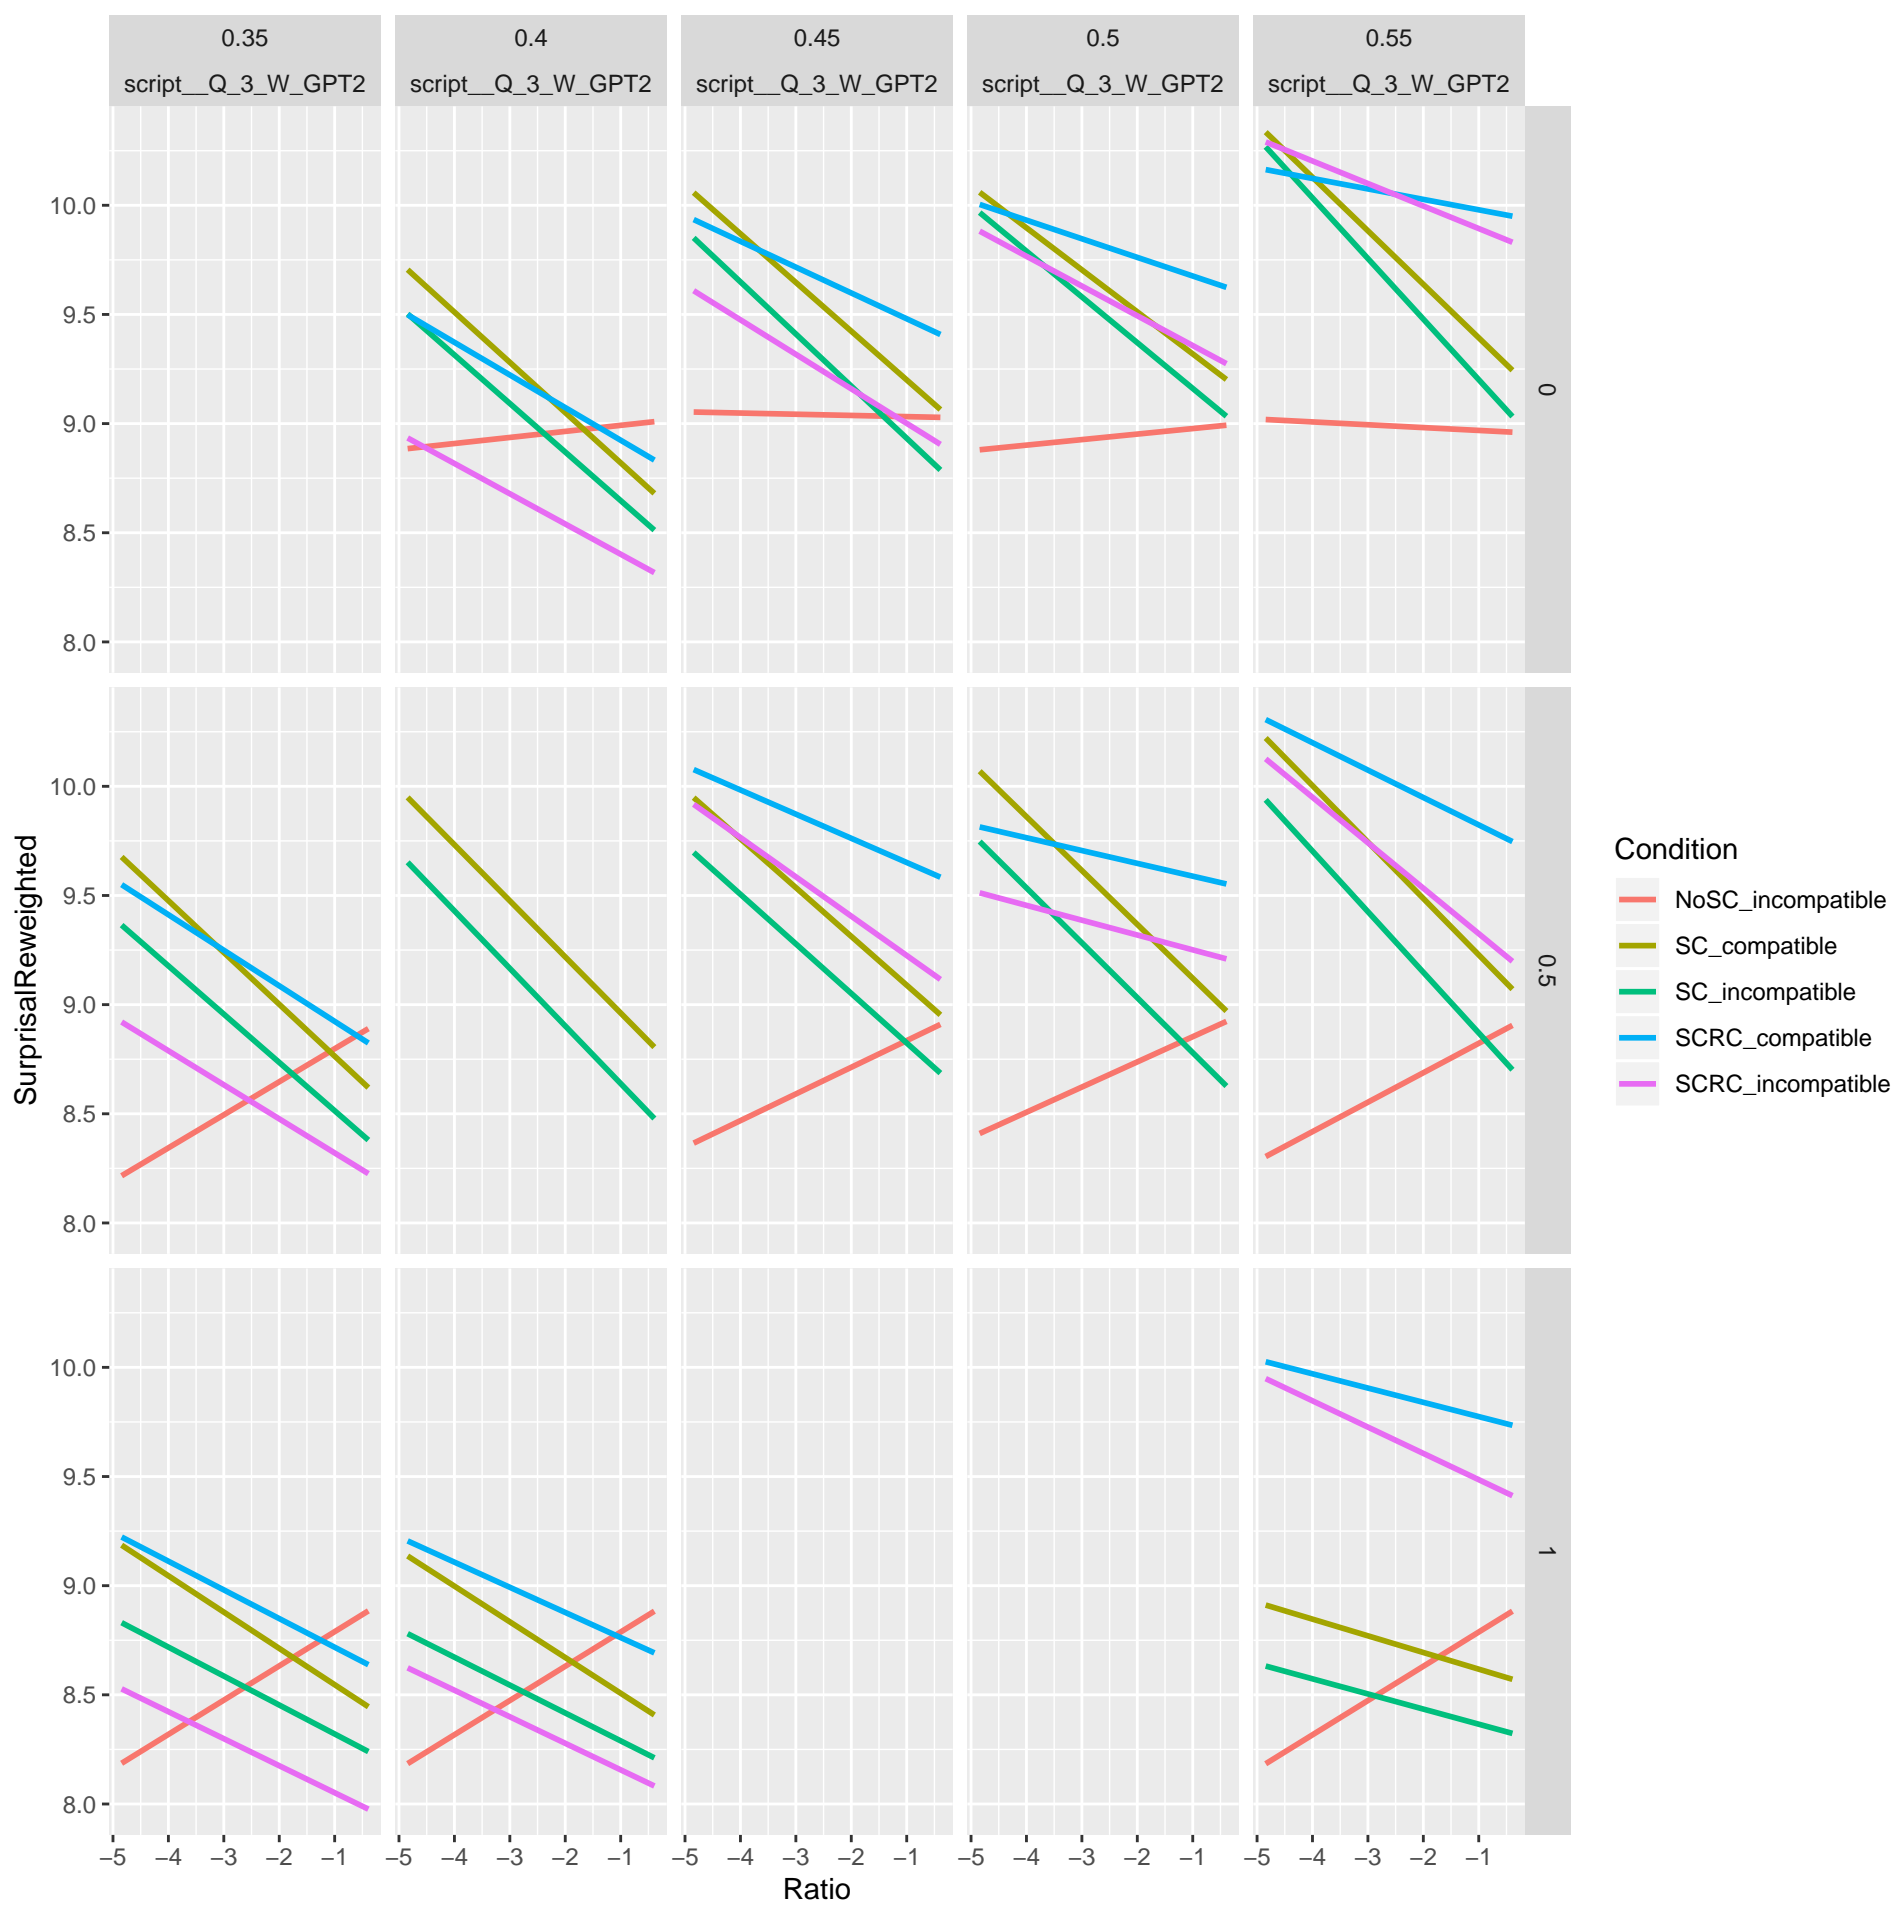 0.35 0.4 0.45 0.5 0.55
script__Q_3_W_GPT2 script__Q_3_W_GPT2 script__Q_3_W_GPT2 script__Q_3_W_GPT2 script__Q_3_W_GPT2
10.0
9.5
9.0
8.5
8.0
0
10.0
9.5
9.0
8.5
8.0
0.5
10.0
9.5
9.0
8.5
8.0
1
SurprisalReweighted
−5 −4 −3 −2 −1 −5 −4 −3 −2 −1 −5 −4 −3 −2 −1 −5 −4 −3 −2 −1 −5 −4 −3 −2 −1
Ratio
Condition
NoSC_incompatible
SC_compatible
SC_incompatible
SCRC_compatible
SCRC_incompatible